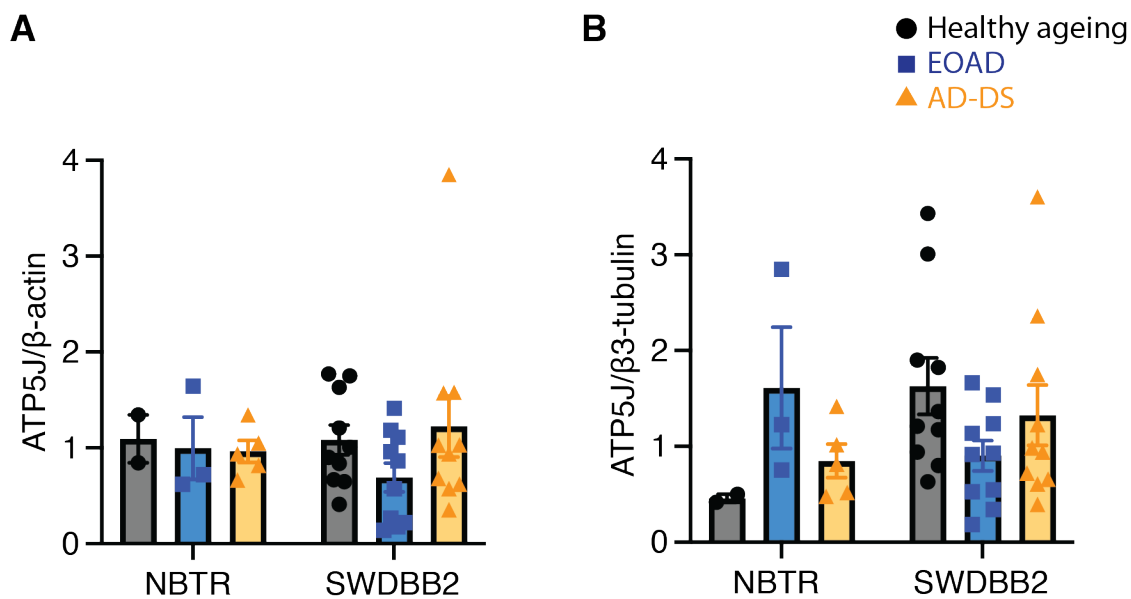 A
B
Healthy ageing
EOAD
AD-DS
ATP5J/β-actin
4
3
2
1
0
NBTR
SWDBB2
ATP5J/β3-tubulin
4
3
2
1
0
NBTR
SWDBB2